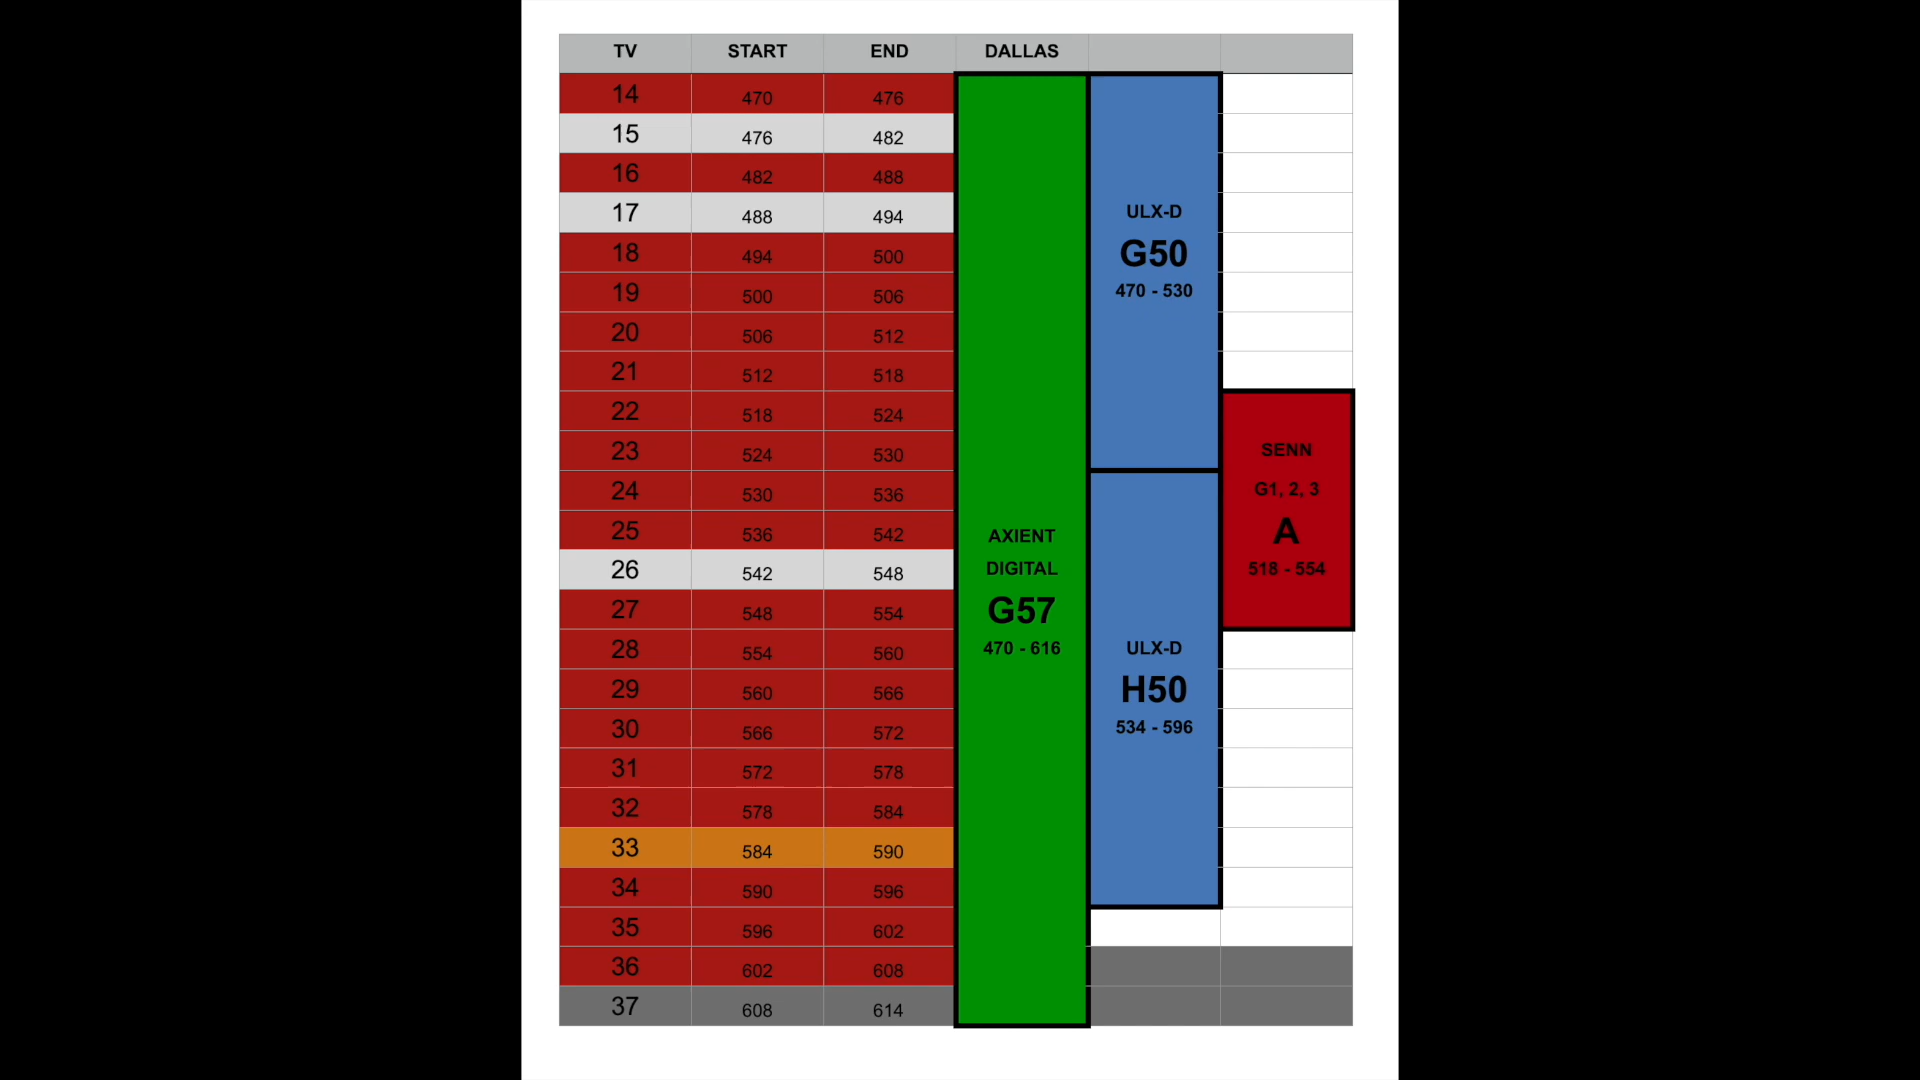 TV START END DALLAS
14 470 476
15 476 482
16 482 488
17 488 494
18 494 500
19 500 506
20 506 512
21 512 518
22 518 524
23 524 530
24 530 536
25 536 542
26 542 548
27 548 554
28 554 560
29 560 566
30 566 572
31 572 578
32 578 584
33 584 590
34 590 596
35 596 602
36 602 608
37 608 614
AXIENT
DIGITAL
G57
470 - 616
ULX-D
G50
470 - 530
ULX-D
H50
534 - 596
SENN
G1, 2, 3
A
518 - 554